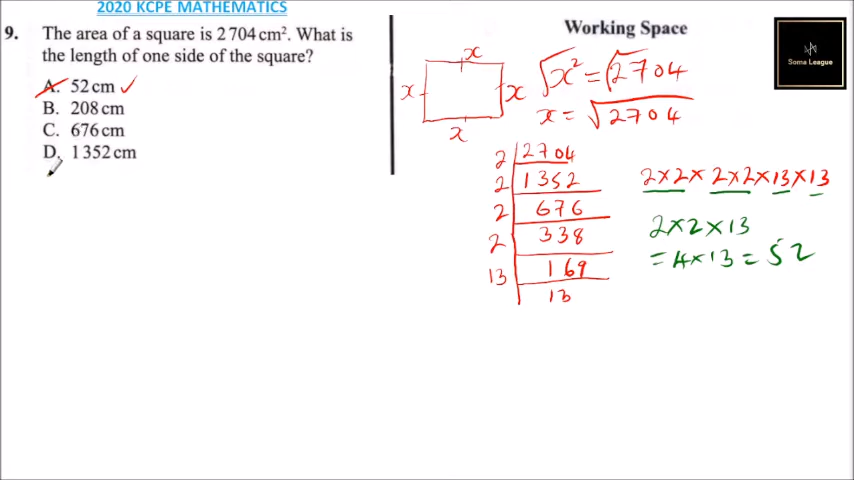 2020 KCPE MATHEMATICS
9. The area of a square is 2 704 cm². What is
the length of one side of the square?
A. 52 cm ✓
B. 208 cm
C. 676 cm
D. 1 352 cm
Working Space
Soma League
x
x
x
x
√x² = √2704
x = √2704
2 | 2704
2 | 1352
2 | 676
2 | 338
13 | 169
13
2×2× 2×2×13×13
2×2×13
= 4×13 = 52